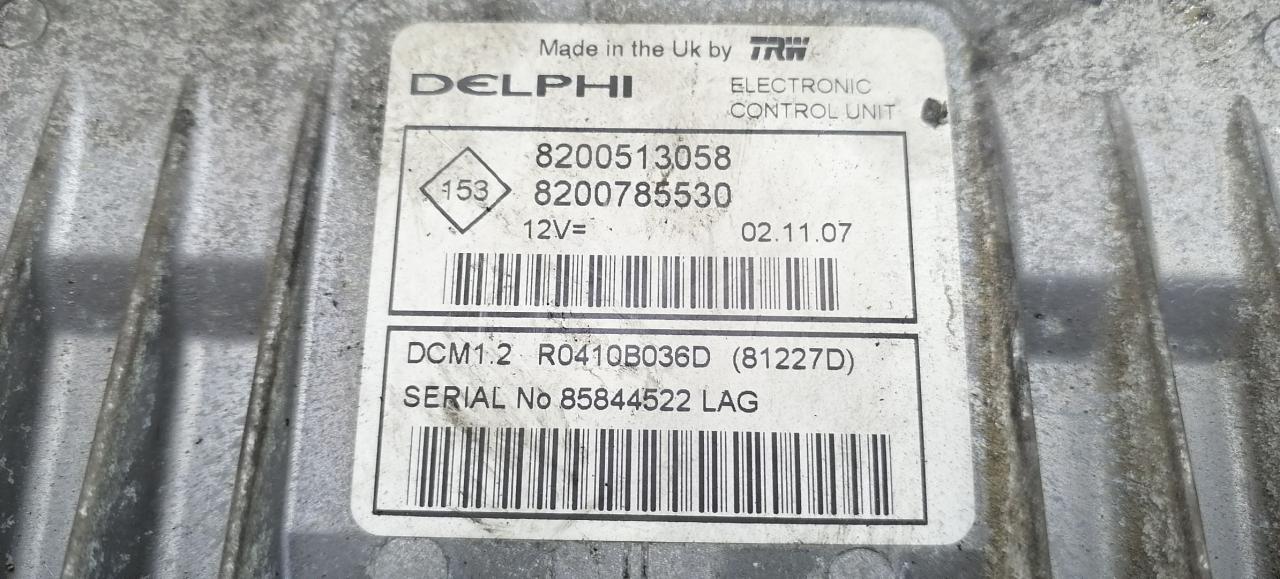 Made in the Uk by TRW
DELPHI
ELECTRONIC
CONTROL UNIT
8200513058
153
8200785530
12V= 02.11.07
DCM1.2 R0410B036D (81227D)
SERIAL No 85844522 LAG